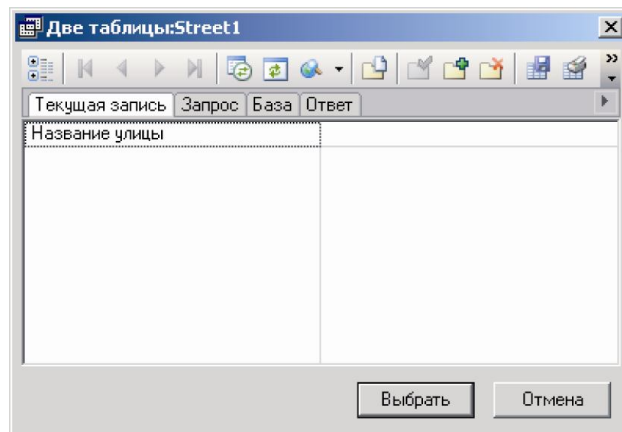 Две таблицы:Street1
Текущая запись Запрос База Ответ
Название улицы
Выбрать Отмена